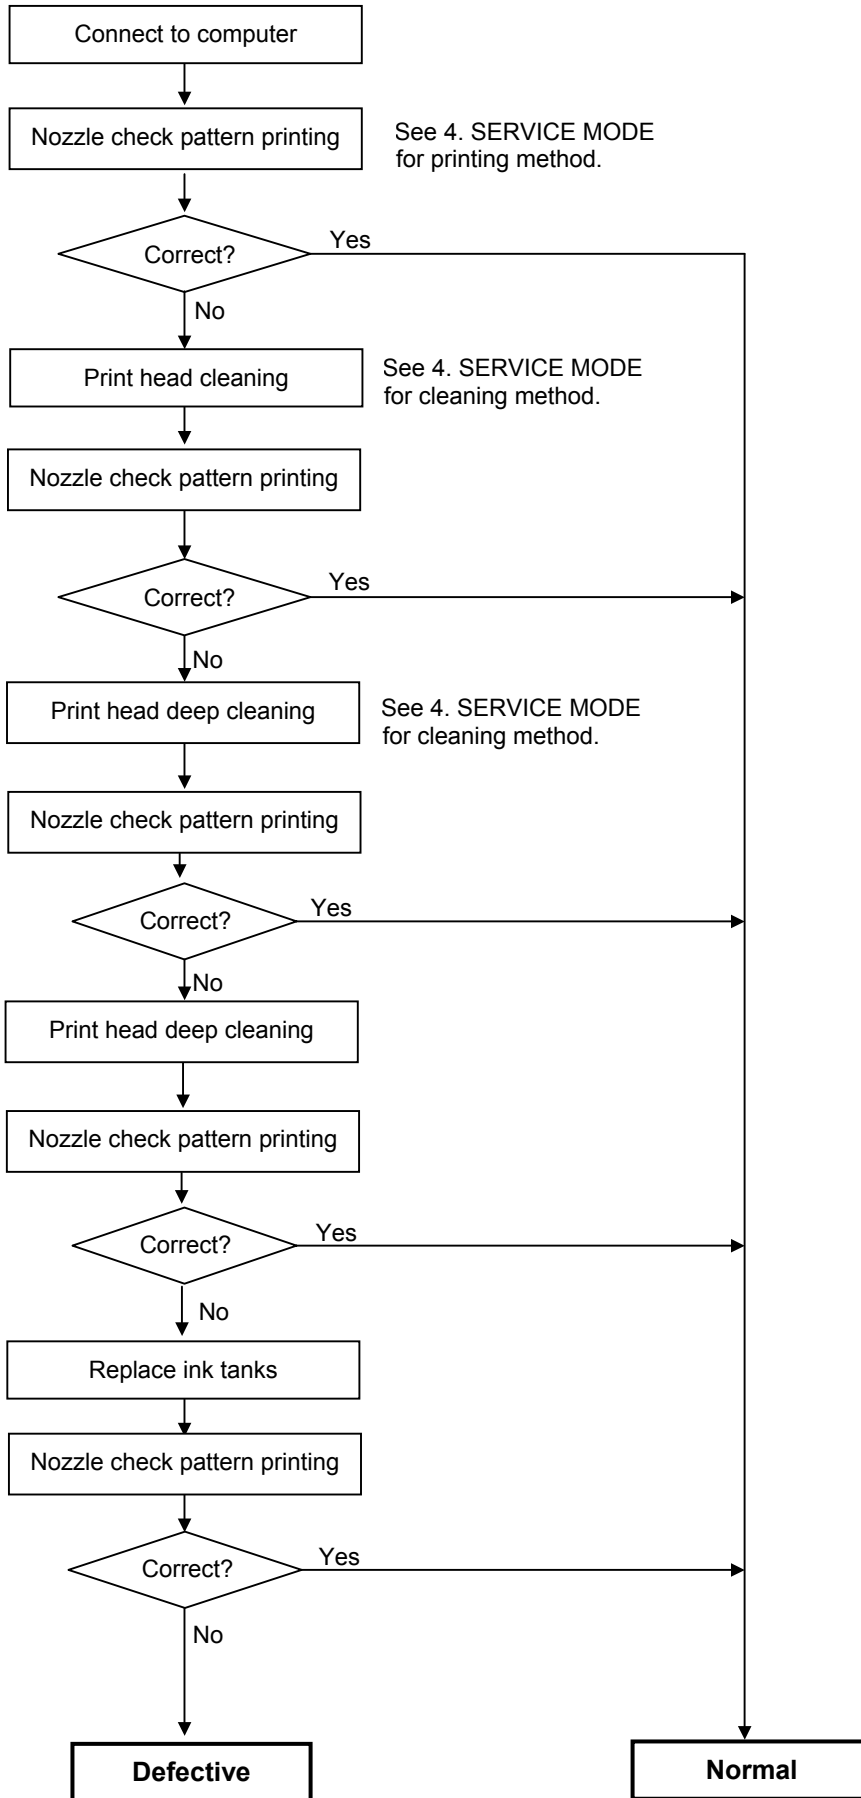 Connect to computer
Nozzle check pattern printing
See 4. SERVICE MODE
for printing method.
Correct?
Yes
No
Print head cleaning
See 4. SERVICE MODE
for cleaning method.
Nozzle check pattern printing
Correct?
Yes
No
Print head deep cleaning
See 4. SERVICE MODE
for cleaning method.
Nozzle check pattern printing
Correct?
Yes
No
Print head deep cleaning
Nozzle check pattern printing
Correct?
Yes
No
Replace ink tanks
Nozzle check pattern printing
Correct?
Yes
No
Defective
Normal